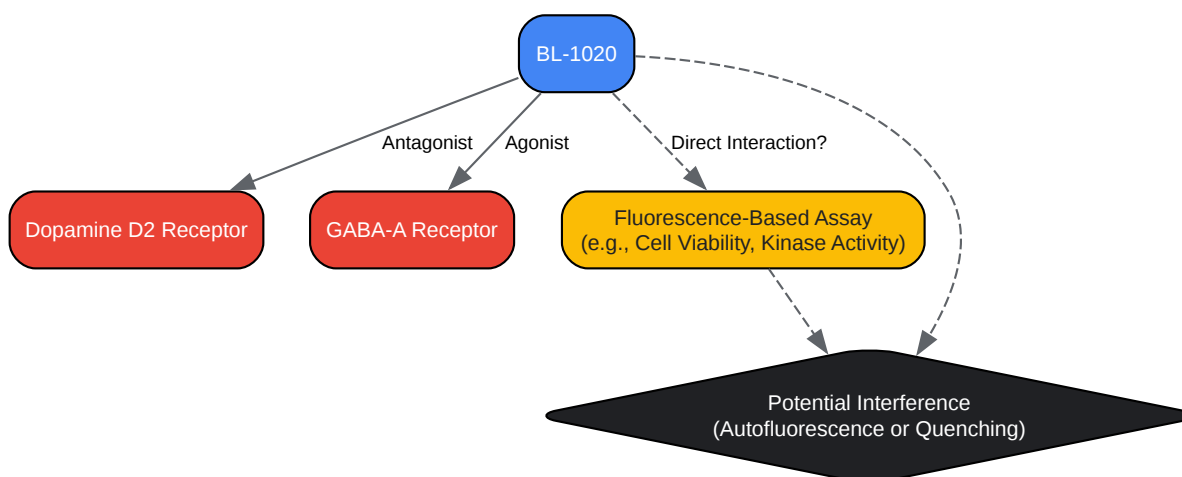 BL-1020
Antagonist
Agonist
Direct Interaction?
Dopamine D2 Receptor
GABA-A Receptor
Fluorescence-Based Assay
(e.g., Cell Viability, Kinase Activity)
Potential Interference
(Autofluorescence or Quenching)